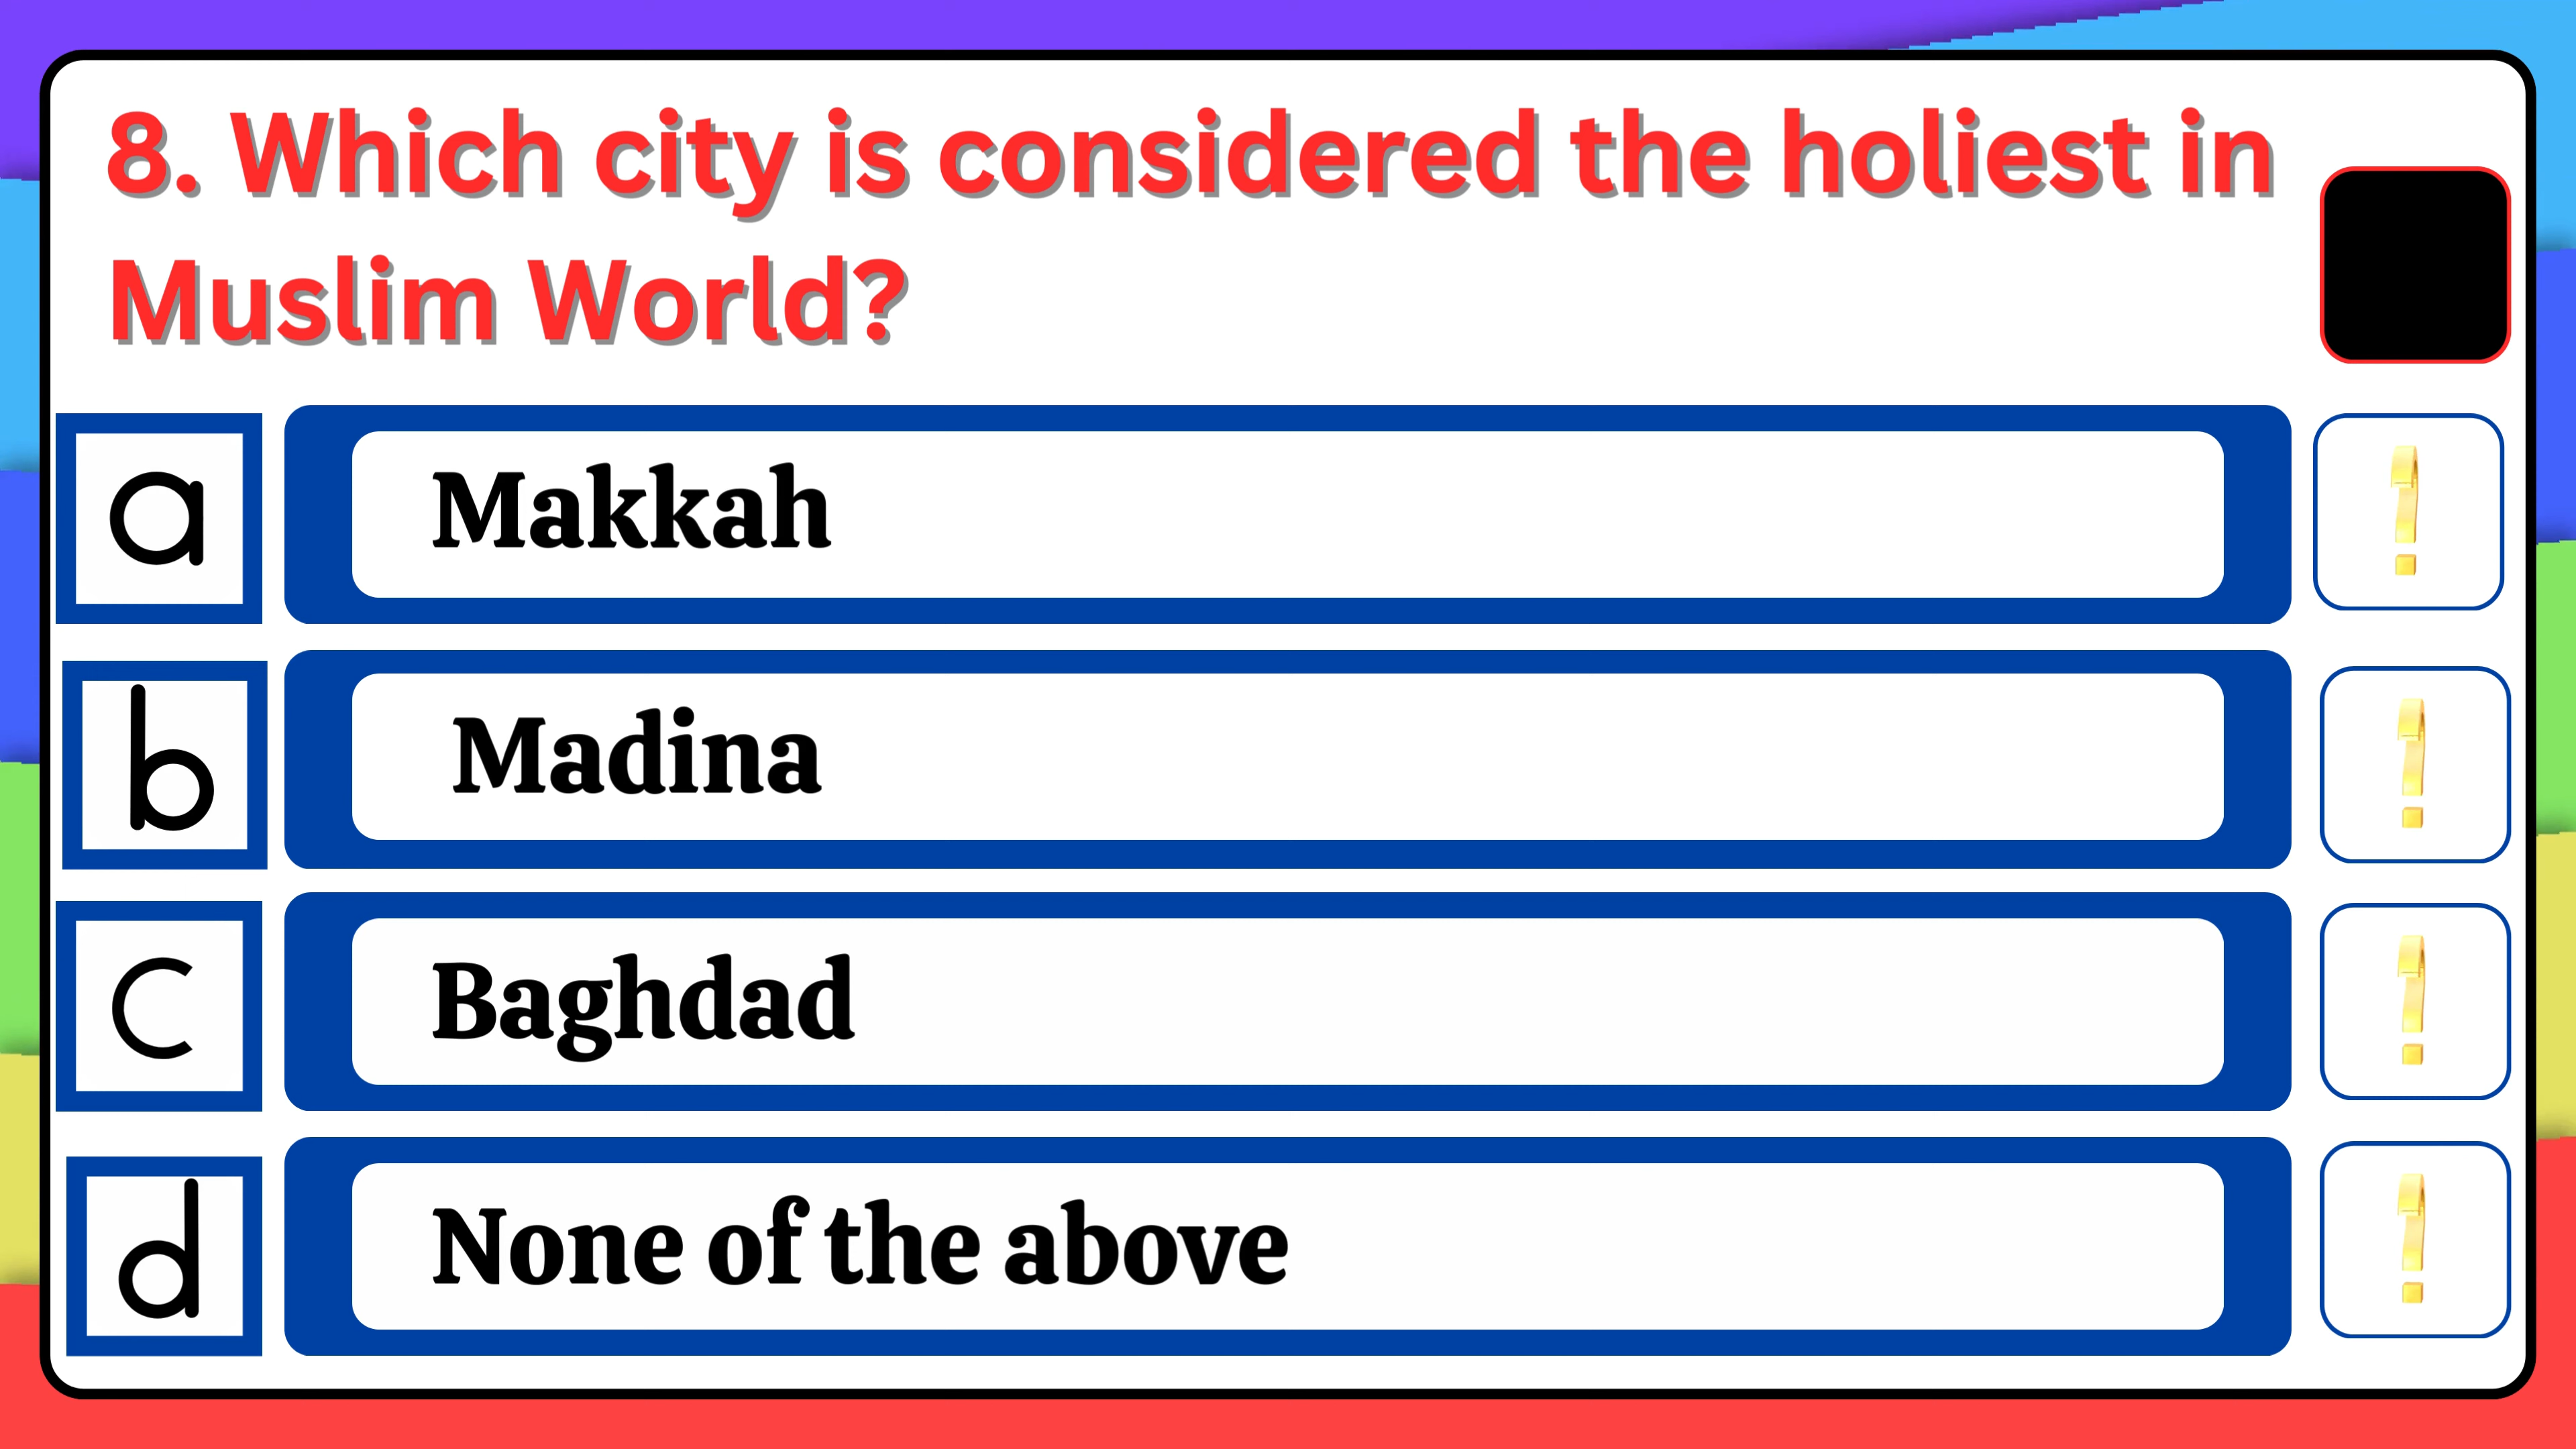 8. Which city is considered the holiest in
Muslim World?
a
Makkah
b
Madina
c
Baghdad
d
None of the above